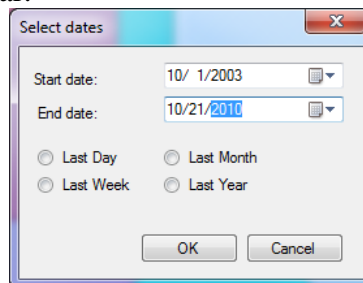 Select dates
Start date: 10/ 1/2003
End date: 10/21/2010
Last Day Last Month
Last Week Last Year
OK Cancel